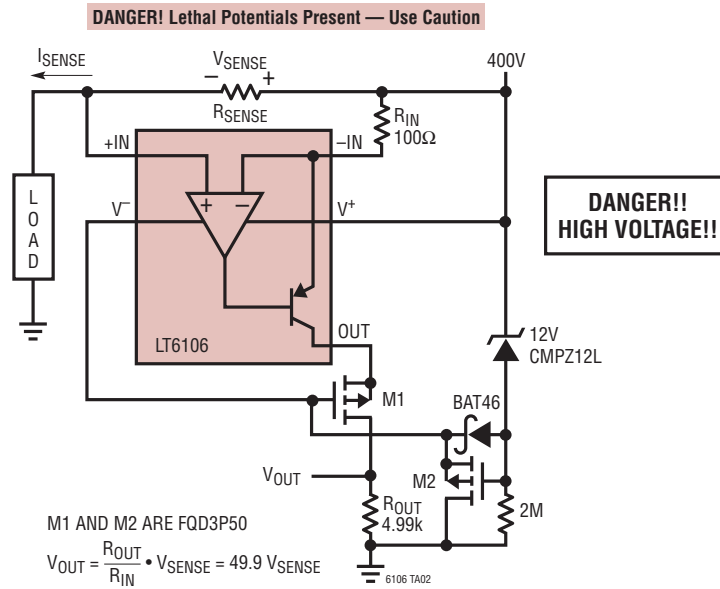 DANGER! Lethal Potentials Present — Use Caution
ISENSE
VSENSE
400V
− +
RSENSE
RIN
100Ω
+IN
−IN
LOAD
V−
V+
+ −
DANGER!!
HIGH VOLTAGE!!
OUT
LT6106
12V
CMPZ12L
M1
BAT46
M2
VOUT
ROUT
4.99k
2M
M1 AND M2 ARE FQD3P50
VOUT = ROUT/RIN • VSENSE = 49.9 VSENSE
6106 TA02